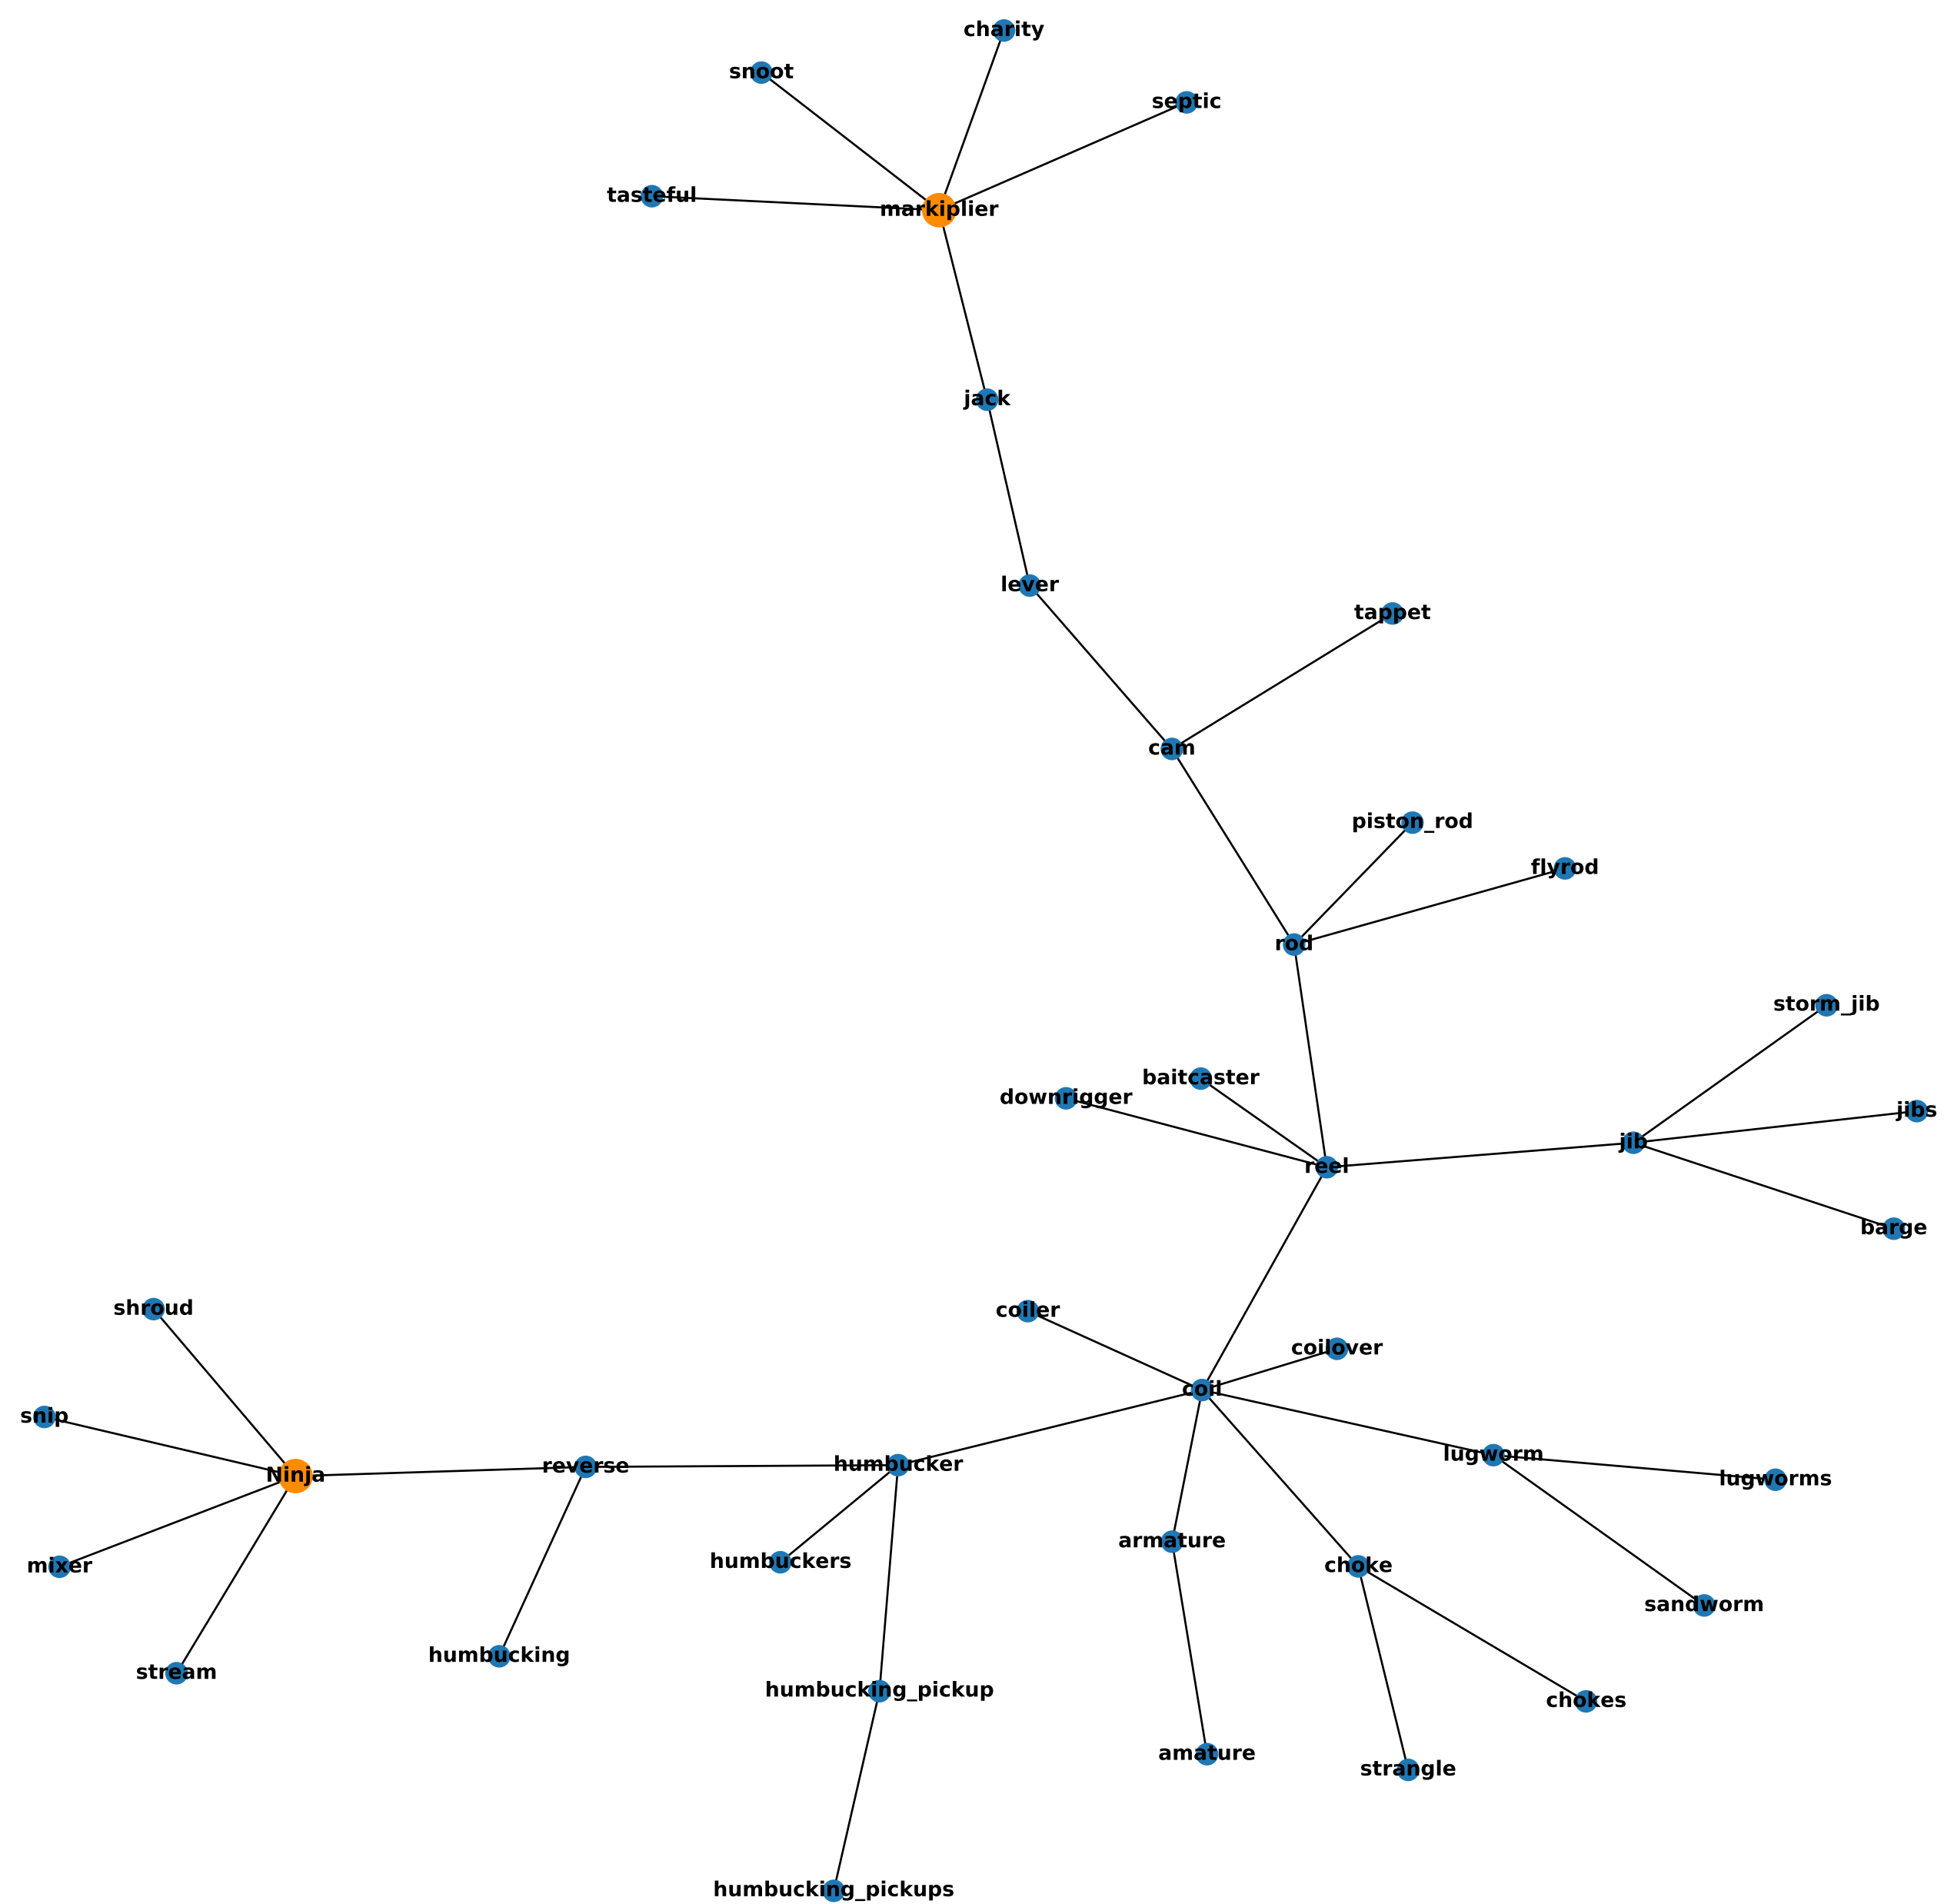 charity
snoot
septic
tasteful
markiplier
jack
lever
tappet
cam
piston_rod
flyrod
rod
storm_jib
baitcaster
downrigger
jibs
jib
reel
barge
shroud
coiler
coilover
coil
snip
lugworm
humbucker
reverse
Ninja
lugworms
armature
humbuckers
choke
mixer
sandworm
humbucking
stream
humbucking_pickup
chokes
amature
strangle
humbucking_pickups